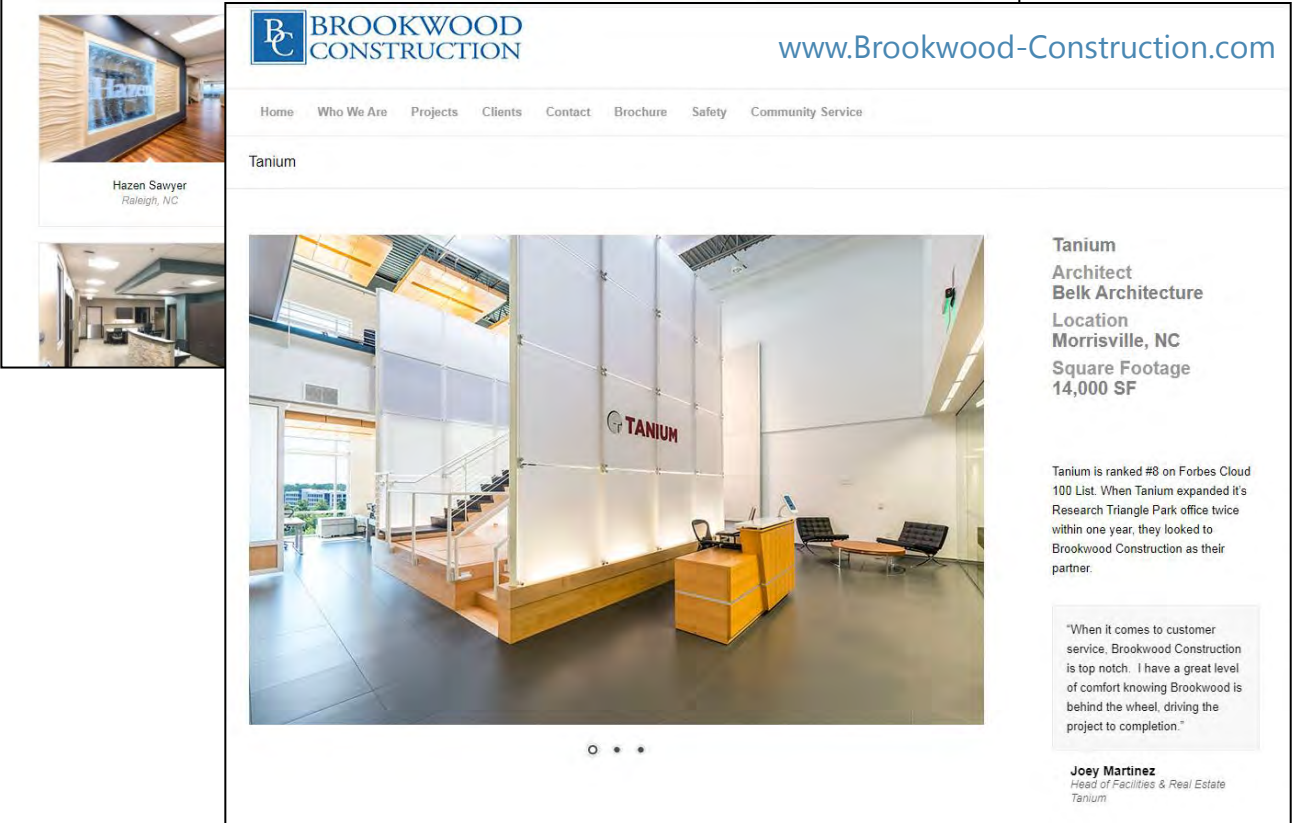 Hazen
Hazen Sawyer
Raleigh, NC
BC
BROOKWOOD
CONSTRUCTION
www.Brookwood-Construction.com
Home Who We Are Projects Clients Contact Brochure Safety Community Service
Tanium
TANIUM
Tanium
Architect
Belk Architecture
Location
Morrisville, NC
Square Footage
14,000 SF
Tanium is ranked #8 on Forbes Cloud
100 List. When Tanium expanded it's
Research Triangle Park office twice
within one year, they looked to
Brookwood Construction as their
partner.
"When it comes to customer
service, Brookwood Construction
is top notch.  I have a great level
of comfort knowing Brookwood is
behind the wheel, driving the
project to completion."
Joey Martinez
Head of Facilities & Real Estate
Tanium